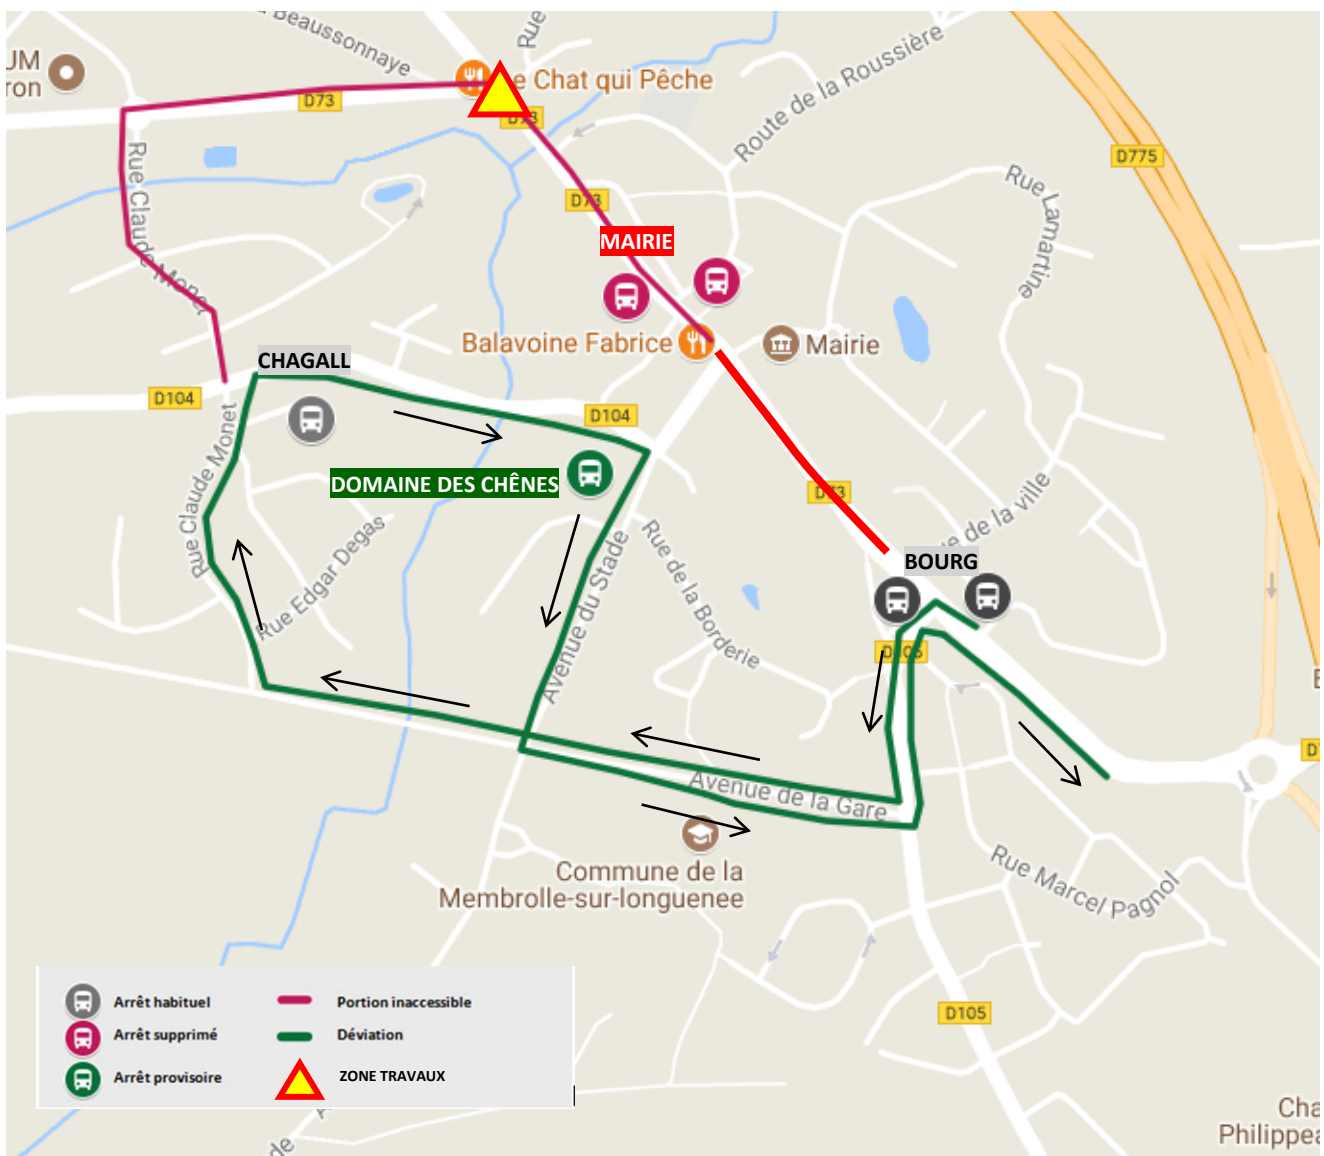 Beaussonnaye
Rue
UM
ron
e Chat qui Pêche
D73
D73
Route de la Roussière
D775
Rue Claude Monet
D73
Rue Lamartine
MAIRIE
Balavoine Fabrice
Mairie
CHAGALL
D104
D104
Rue Claude Monet
DOMAINE DES CHÊNES
D73
e de la ville
Rue Edgar Degas
Avenue du Stade
Rue de la Borderie
BOURG
D105
Avenue de la Gare
Commune de la
Membrolle-sur-longuenee
Rue Marcel Pagnol
D105
Arrêt habituel
Portion inaccessible
Arrêt supprimé
Déviation
Arrêt provisoire
ZONE TRAVAUX
de
Cha
Philippea